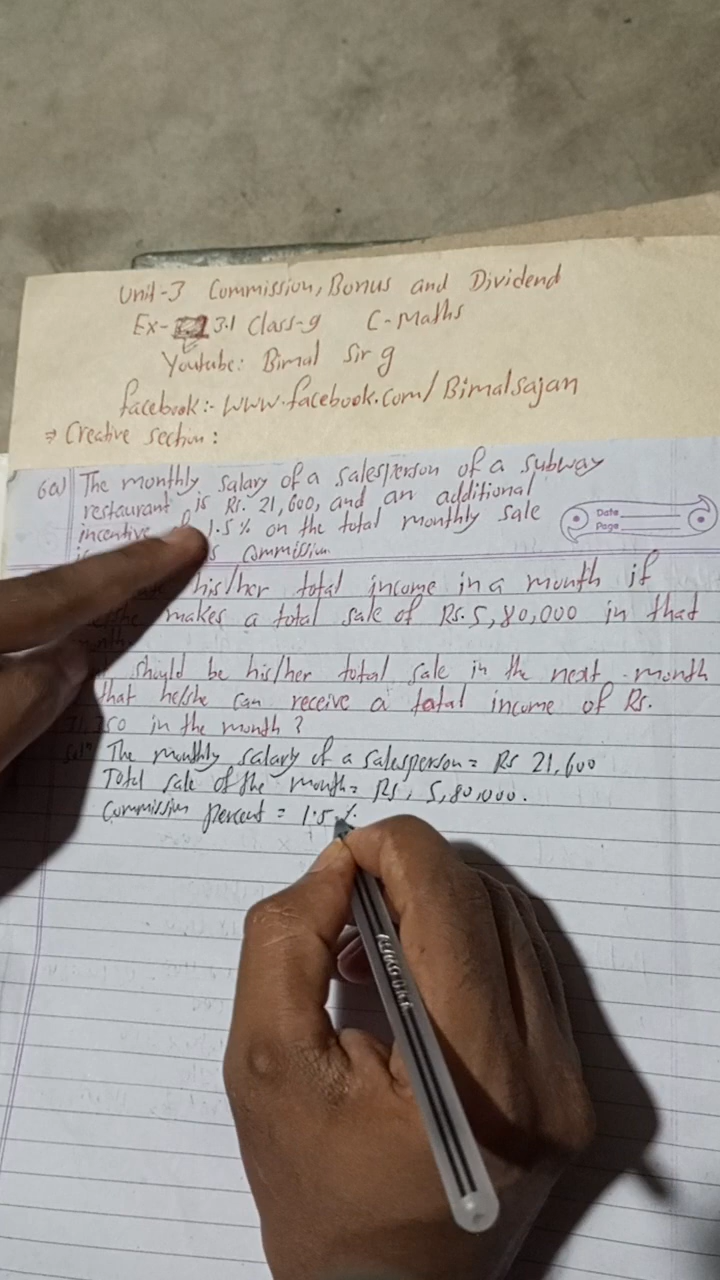 Unit-3 Commission, Bonus and Dividend
Ex- 3.1 Class-9 C-Maths
Youtube: Bimal Sir g
facebook:- www.facebook.com/Bimalsajan
⇒ Creative section:
6a) The monthly salary of a salesperson of a subway
restaurant is Rs. 21,600, and an additional
incentive of 1.5% on the total monthly sale
Date
Page
commission
his/her total income in a month if
makes a total sale of Rs. 5,80,000 in that
month.
should be his/her total sale in the next month
that he/she can receive a total income of Rs.
in the month?
Solⁿ The monthly salary of a salesperson = Rs 21,600
Total sale of the month = Rs, 5,80,000.
Commission percent = 1.5%